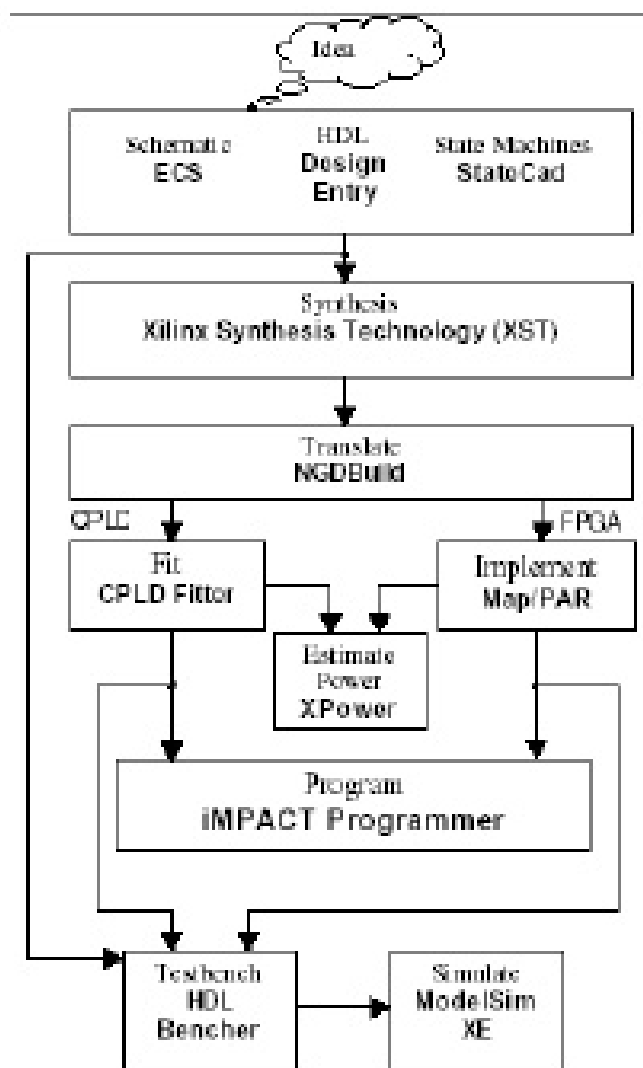 Idea
Schematic
ECS
HDL
Design
Entry
State Machines
StateCad
Synthesis
Xilinx Synthesis Technology (XST)
Translate
NGDBuild
CPLD
FPGA
Fit
CPLD Fitter
Implement
Map/PAR
Estimate
Power
XPower
Program
iMPACT Programmer
Testbench
HDL
Bencher
Simulate
ModelSim
XE